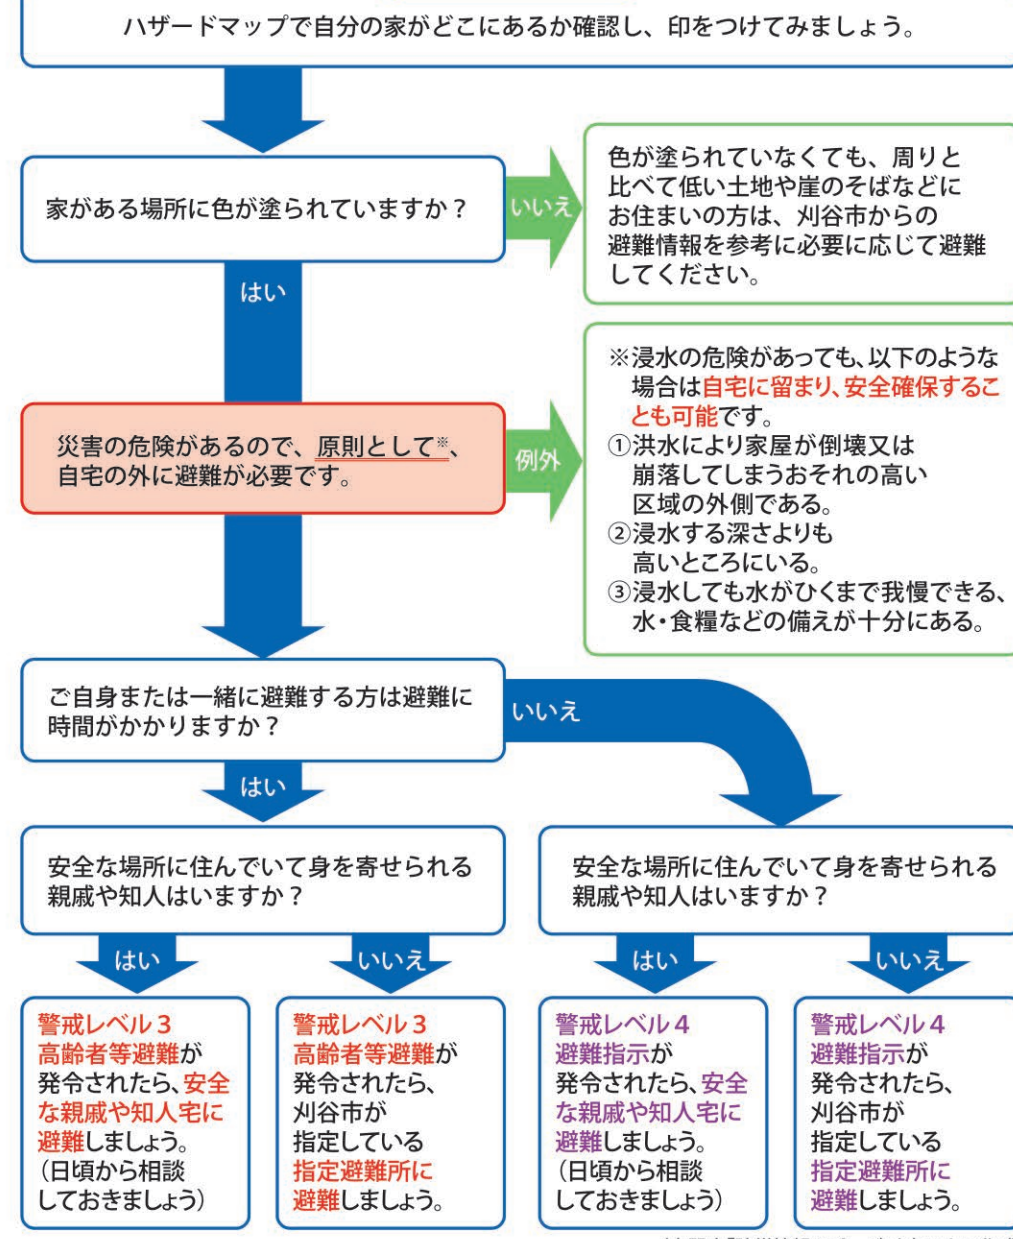 ハザードマップで自分の家がどこにあるか確認し、印をつけてみましょう。
家がある場所に色が塗られていますか？
いいえ
色が塗られていなくても、周りと
比べて低い土地や崖のそばなどに
お住まいの方は、刈谷市からの
避難情報を参考に必要に応じて避難
してください。
はい
災害の危険があるので、原則として※、
自宅の外に避難が必要です。
例外
※浸水の危険があっても、以下のような
場合は自宅に留まり、安全確保するこ
とも可能です。
①洪水により家屋が倒壊又は
崩落してしまうおそれの高い
区域の外側である。
②浸水する深さよりも
高いところにいる。
③浸水しても水がひくまで我慢できる、
水・食糧などの備えが十分にある。
ご自身または一緒に避難する方は避難に
時間がかかりますか？
いいえ
はい
安全な場所に住んでいて身を寄せられる
親戚や知人はいますか？
はい
いいえ
警戒レベル３
高齢者等避難が
発令されたら、安全
な親戚や知人宅に
避難しましょう。
（日頃から相談
しておきましょう）
警戒レベル３
高齢者等避難が
発令されたら、
刈谷市が
指定している
指定避難所に
避難しましょう。
安全な場所に住んでいて身を寄せられる
親戚や知人はいますか？
はい
いいえ
警戒レベル４
避難指示が
発令されたら、安全
な親戚や知人宅に
避難しましょう。
（日頃から相談
しておきましょう）
警戒レベル４
避難指示が
発令されたら、
刈谷市が
指定している
指定避難所に
避難しましょう。